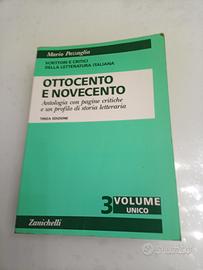 Mario Pazzaglia
SCRITTORI E CRITICI
DELLA LETTERATURA ITALIANA
OTTOCENTO
E NOVECENTO
Antologia con pagine critiche
e un profilo di storia letteraria
TERZA EDIZIONE
3 VOLUME
UNICO
Zanichelli
subito